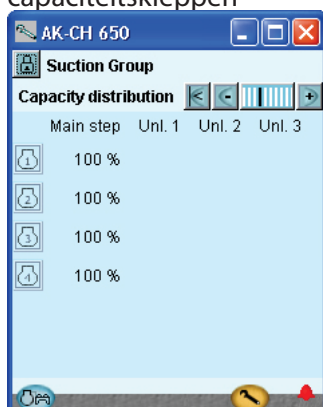 capaciteitskleppen
AK-CH 650
Suction Group
Capacity distribution
Main step Unl. 1 Unl. 2 Unl. 3
1 100 %
2 100 %
3 100 %
4 100 %